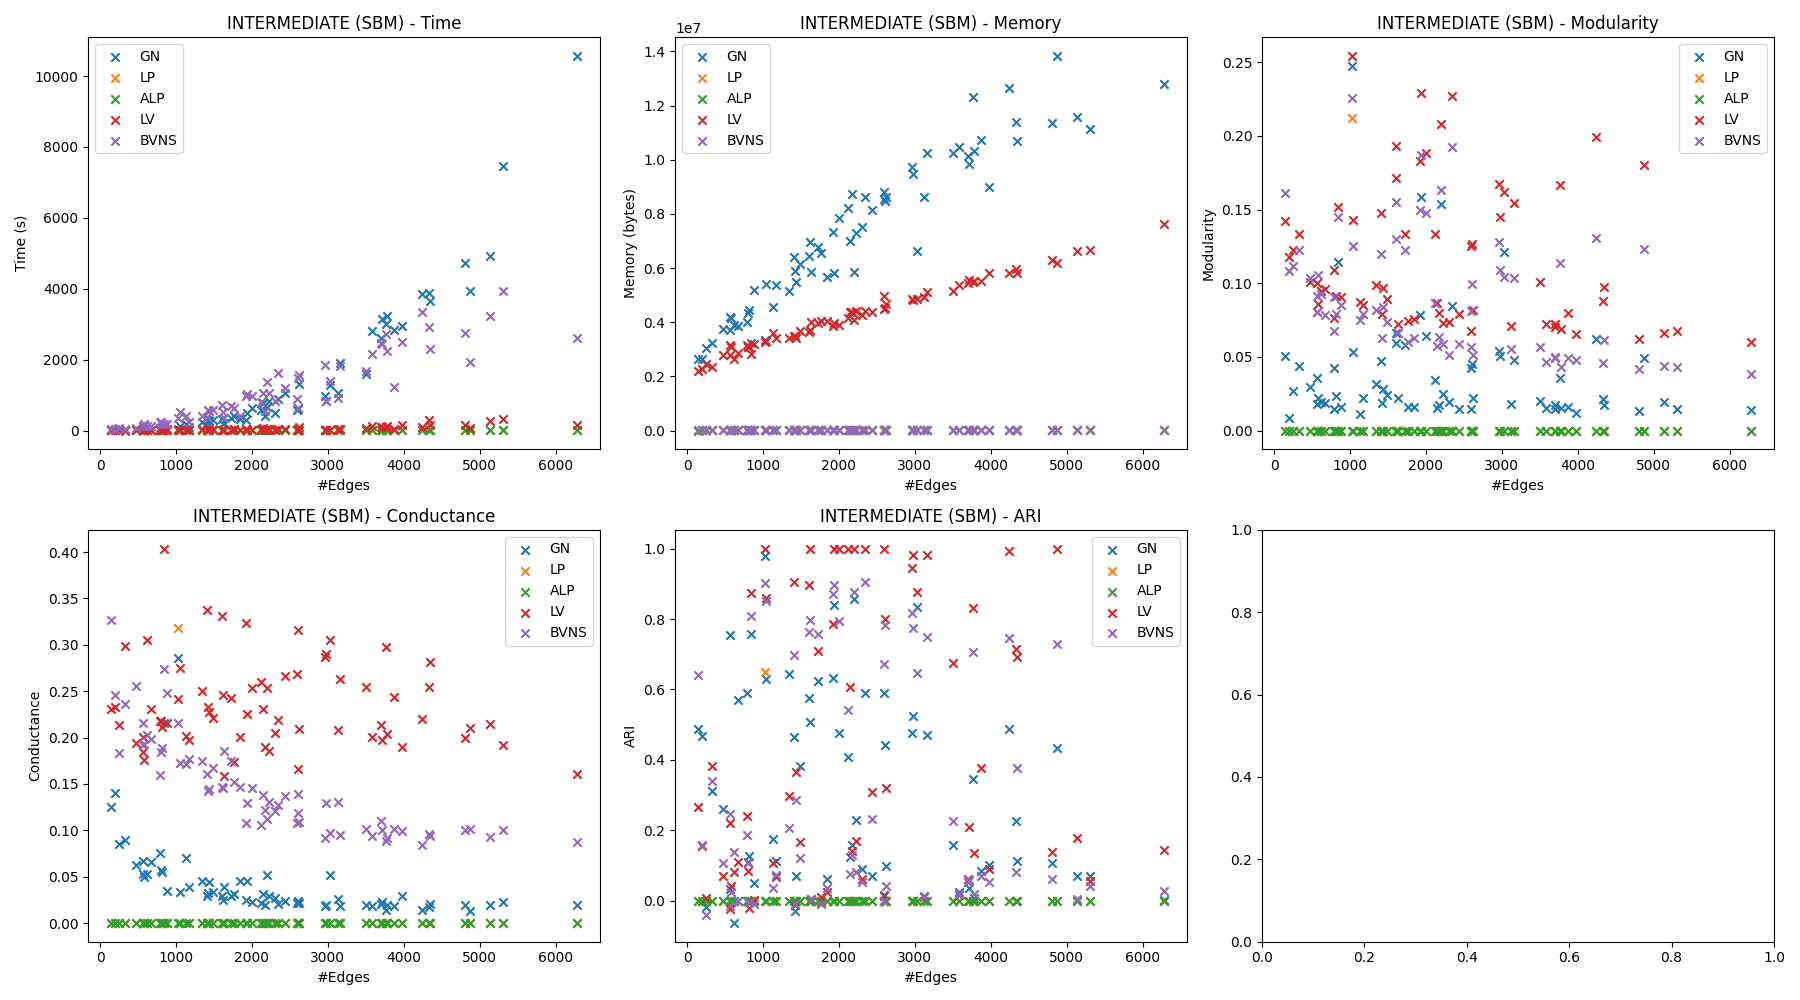 INTERMEDIATE (SBM) - Time
GN
LP
ALP
LV
BVNS
Time (s)
10000
8000
6000
4000
2000
0
0 1000 2000 3000 4000 5000 6000
#Edges
INTERMEDIATE (SBM) - Memory
1e7
GN
LP
ALP
LV
BVNS
Memory (bytes)
1.4
1.2
1.0
0.8
0.6
0.4
0.2
0.0
0 1000 2000 3000 4000 5000 6000
#Edges
INTERMEDIATE (SBM) - Modularity
GN
LP
ALP
LV
BVNS
Modularity
0.25
0.20
0.15
0.10
0.05
0.00
0 1000 2000 3000 4000 5000 6000
#Edges
INTERMEDIATE (SBM) - Conductance
GN
LP
ALP
LV
BVNS
Conductance
0.40
0.35
0.30
0.25
0.20
0.15
0.10
0.05
0.00
0 1000 2000 3000 4000 5000 6000
#Edges
INTERMEDIATE (SBM) - ARI
GN
LP
ALP
LV
BVNS
ARI
1.0
0.8
0.6
0.4
0.2
0.0
0 1000 2000 3000 4000 5000 6000
#Edges
1.0
0.8
0.6
0.4
0.2
0.0
0.0 0.2 0.4 0.6 0.8 1.0